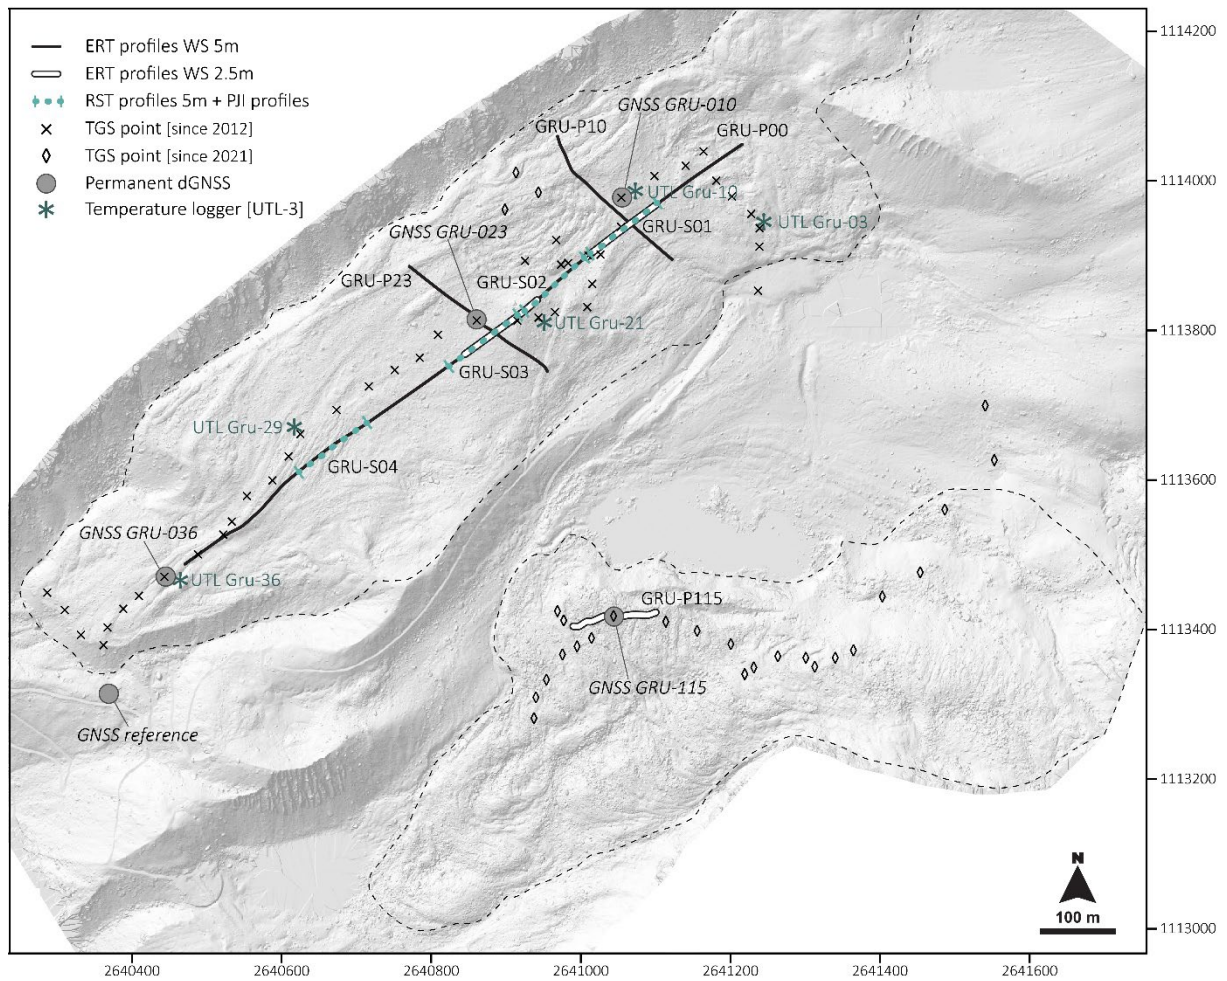 ERT profiles WS 5m
ERT profiles WS 2.5m
RST profiles 5m + PJI profiles
TGS point [since 2012]
TGS point [since 2021]
Permanent dGNSS
Temperature logger [UTL-3]
GNSS GRU-010
GRU-P10
GRU-P00
UTL Gru-10
GRU-S01
UTL Gru-03
GNSS GRU-023
GRU-P23
GRU-S02
UTL Gru-21
GRU-S03
UTL Gru-29
GRU-S04
GNSS GRU-036
UTL Gru-36
GRU-P115
GNSS GRU-115
GNSS reference
N
100 m
1114200
1114000
1113800
1113600
1113400
1113200
1113000
2640400
2640600
2640800
2641000
2641200
2641400
2641600